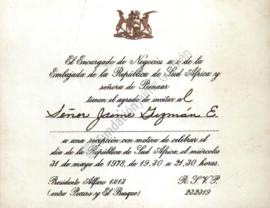 El Encargado de Negocios a.i. de la
Embajada de la República de Sud Africa y
señora de Pienaar
tienen el agrado de invitar al
Señor Jaime Guzmán E.
a una recepción con motivo de celebrar el
día de la República de Sud Africa, el miércoles
31 de mayo de 1978, de 19,30 a 21,30 horas.
Presidente Alfaro 1413
(entre Pocuro y El Bosque)
R.S.V.P.
2232919